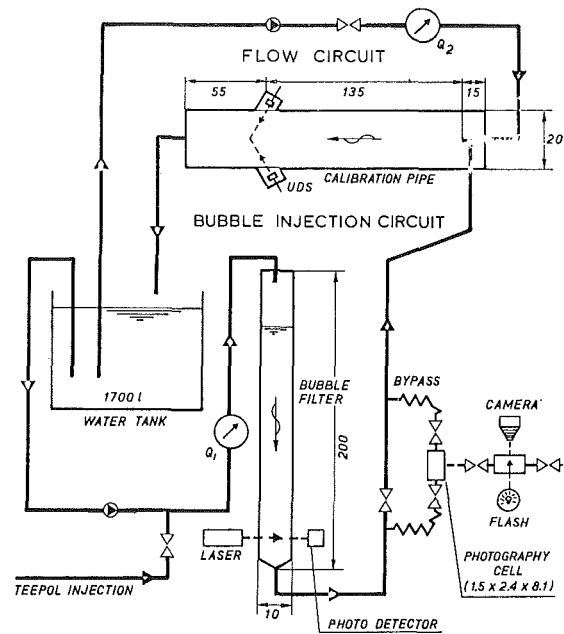 Q2
FLOW CIRCUIT
55
135
15
20
UDS
CALIBRATION PIPE
BUBBLE INJECTION CIRCUIT
1700 l
WATER TANK
BUBBLE
FILTER
200
BYPASS
CAMERA
Q1
FLASH
LASER
PHOTOGRAPHY
CELL
(1.5 x 2.4 x 8.1)
TEEPOL INJECTION
10
PHOTO DETECTOR